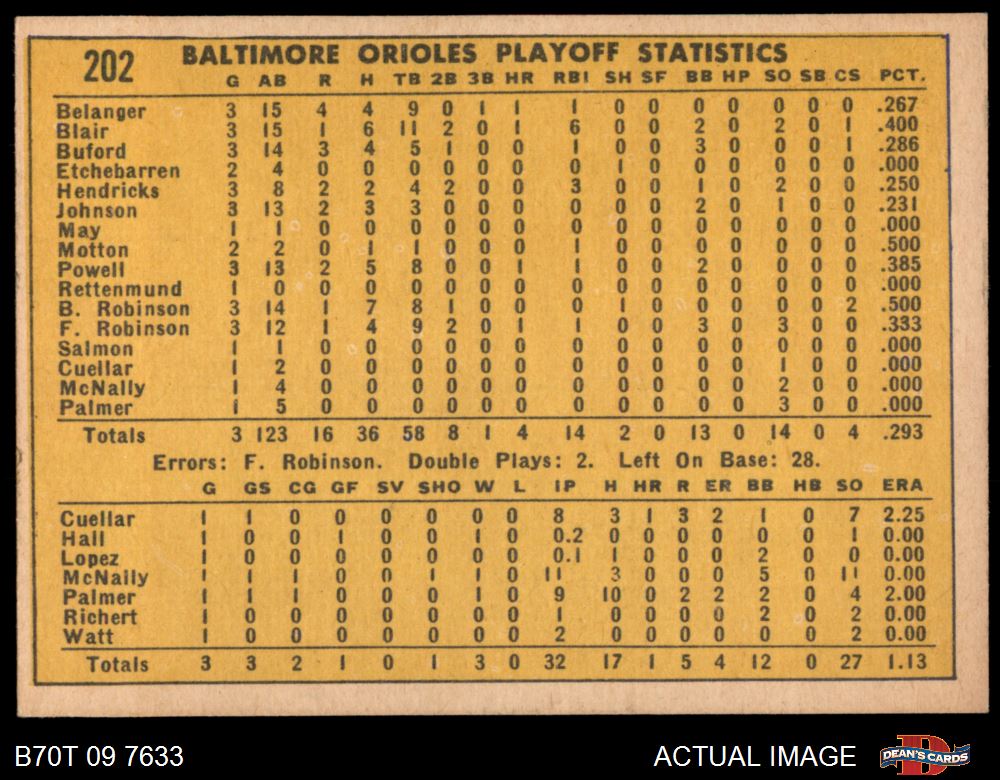 202 BALTIMORE ORIOLES PLAYOFF STATISTICS
G AB R H TB 2B 3B HR RBI SH SF BB HP SO SB CS PCT.
Belanger 3 15 4 4 9 0 1 1 1 0 0 0 0 0 0 0 .267
Blair 3 15 1 6 11 2 0 1 6 0 0 2 0 2 0 1 .400
Buford 3 14 3 4 5 1 0 0 1 0 0 3 0 0 0 1 .286
Etchebarren 2 4 0 0 0 0 0 0 0 1 0 0 0 0 0 0 .000
Hendricks 3 8 2 2 4 2 0 0 3 0 0 1 0 2 0 0 .250
Johnson 3 13 2 3 3 0 0 0 0 0 0 2 0 1 0 0 .231
May 1 1 0 0 0 0 0 0 0 0 0 0 0 0 0 0 .000
Motton 2 2 0 1 1 0 0 0 1 0 0 0 0 0 0 0 .500
Powell 3 13 2 5 8 0 0 1 1 0 0 2 0 0 0 0 .385
Rettenmund 1 0 0 0 0 0 0 0 0 0 0 0 0 0 0 0 .000
B. Robinson 3 14 1 7 8 1 0 0 0 1 0 0 0 0 0 2 .500
F. Robinson 3 12 1 4 9 2 0 1 1 0 0 3 0 3 0 0 .333
Salmon 1 1 0 0 0 0 0 0 0 0 0 0 0 0 0 0 .000
Cuellar 1 2 0 0 0 0 0 0 0 0 0 0 0 1 0 0 .000
McNally 1 4 0 0 0 0 0 0 0 0 0 0 0 2 0 0 .000
Palmer 1 5 0 0 0 0 0 0 0 0 0 0 0 3 0 0 .000
Totals 3 123 16 36 58 8 1 4 14 2 0 13 0 14 0 4 .293
Errors: F. Robinson. Double Plays: 2. Left On Base: 28.
G GS CG GF SV SHO W L IP H HR R ER BB HB SO ERA
Cuellar 1 1 0 0 0 0 0 0 8 3 1 3 2 1 0 7 2.25
Hall 1 0 0 1 0 0 1 0 0.2 0 0 0 0 0 0 1 0.00
Lopez 1 0 0 0 0 0 0 0 0.1 1 0 0 0 2 0 0 0.00
McNally 1 1 1 0 0 1 1 0 11 3 0 0 0 5 0 11 0.00
Palmer 1 1 1 0 0 0 1 0 9 10 0 2 2 2 0 4 2.00
Richert 1 0 0 0 0 0 0 0 1 0 0 0 0 2 0 2 0.00
Watt 1 0 0 0 0 0 0 0 2 0 0 0 0 0 0 2 0.00
Totals 3 3 2 1 0 1 3 0 32 17 1 5 4 12 0 27 1.13
B70T 09 7633 ACTUAL IMAGE DEAN'S CARDS